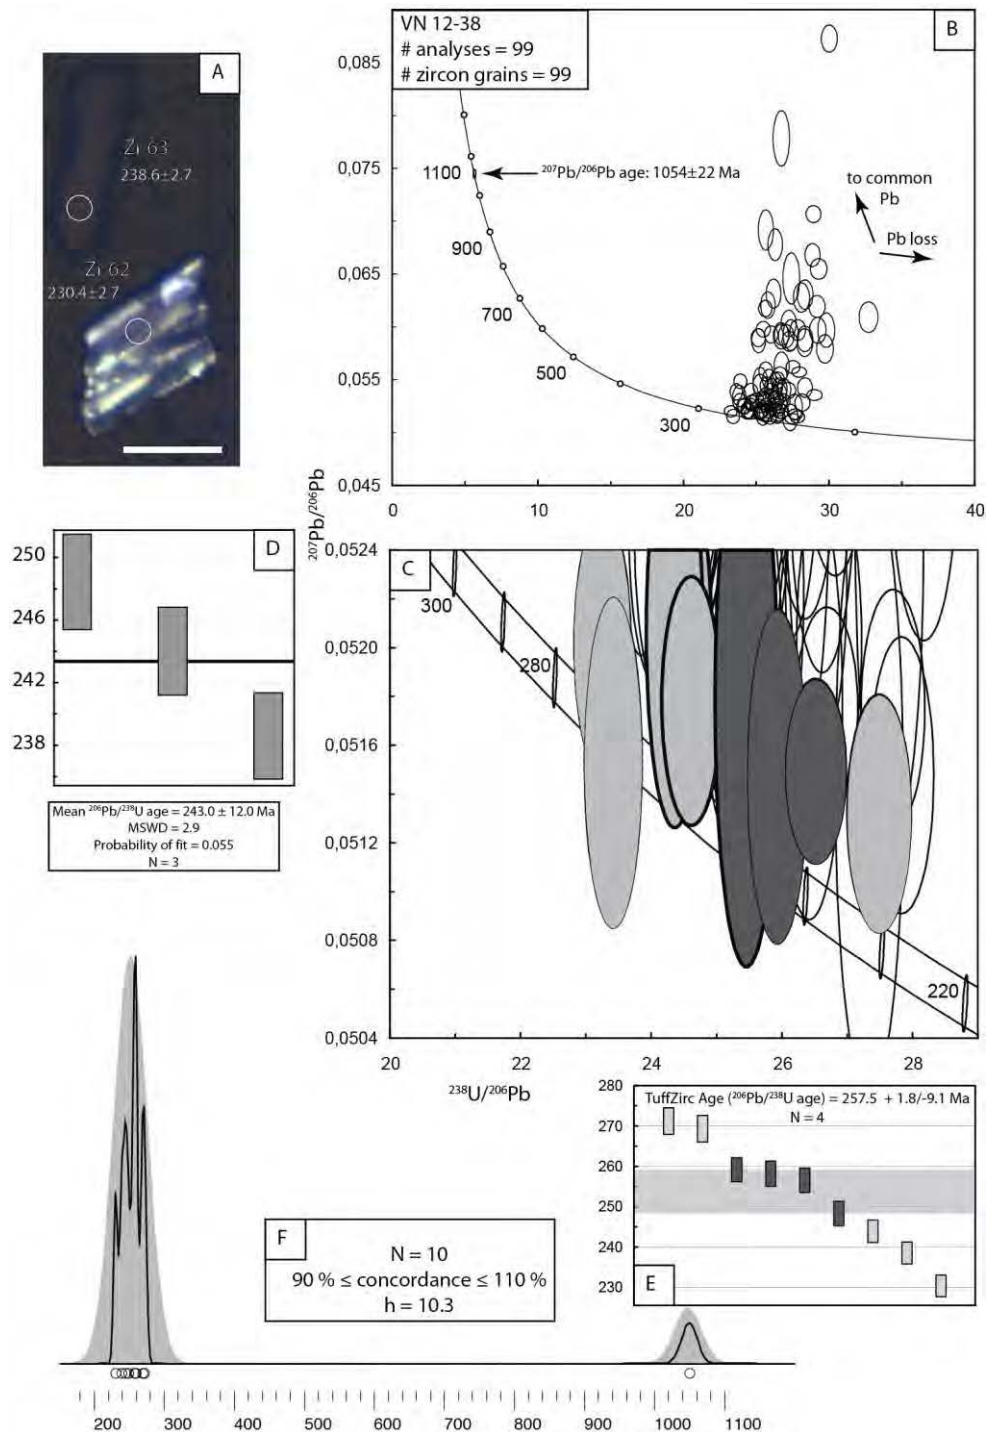 A
Zr 63
238.6±2.7
Zr 62
230.4±2.7
VN 12-38
# analyses = 99
# zircon grains = 99
B
0,085
0,075
0,065
0,055
0,045
1100
900
700
500
300
²⁰⁷Pb/²⁰⁶Pb age: 1054±22 Ma
to common
Pb
Pb loss
0
10
20
30
40
²⁰⁷Pb/²⁰⁶Pb
D
250
246
242
238
Mean ²⁰⁶Pb/²³⁸U age = 243.0 ± 12.0 Ma
MSWD = 2.9
Probability of fit = 0.055
N = 3
C
0,0524
0,0520
0,0516
0,0512
0,0508
0,0504
300
280
220
20
22
24
26
28
²³⁸U/²⁰⁶Pb
TuffZirc Age (²⁰⁶Pb/²³⁸U age) = 257.5 + 1.8/-9.1 Ma
N = 4
280
270
260
250
240
230
E
F
N = 10
90 % ≤ concordance ≤ 110 %
h = 10.3
200
300
400
500
600
700
800
900
1000
1100